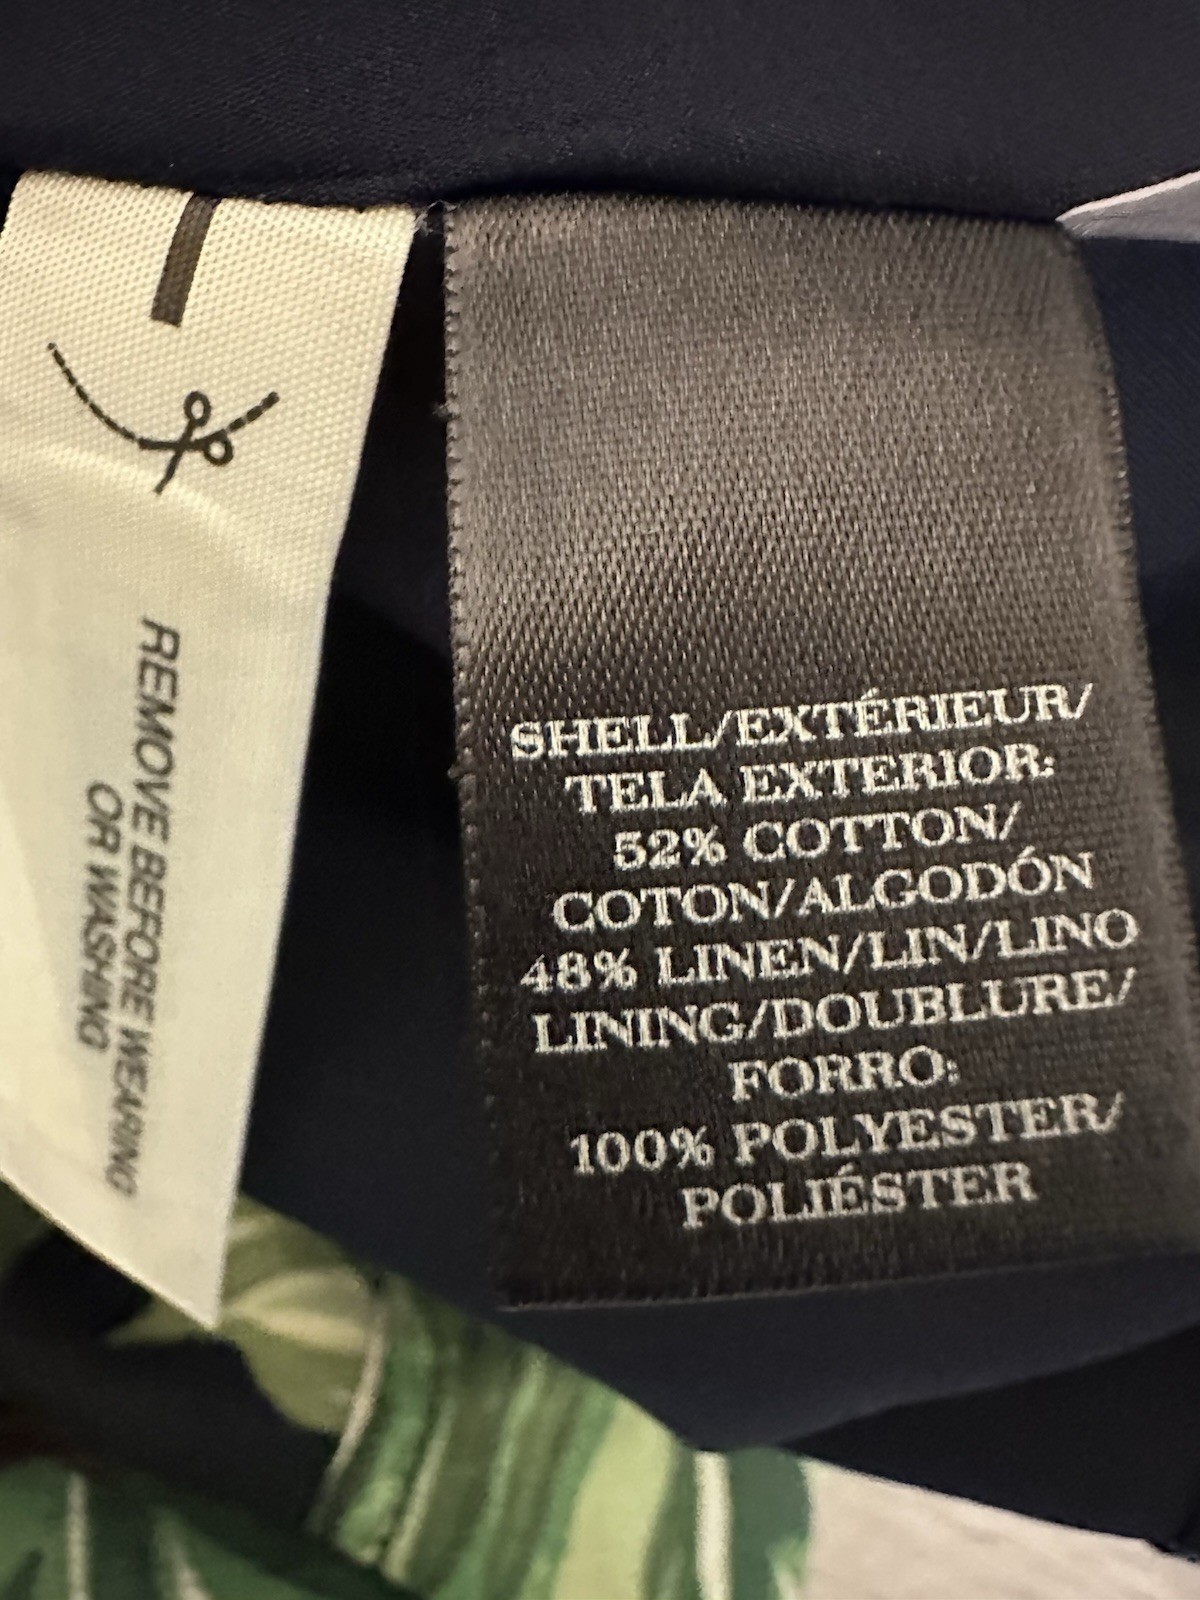 REMOVE BEFORE WEARING
OR WASHING
SHELL/EXTÉRIEUR/
TELA EXTERIOR:
52% COTTON/
COTON/ALGODÓN
48% LINEN/LIN/LINO
LINING/DOUBLURE/
FORRO:
100% POLYESTER/
POLIÉSTER